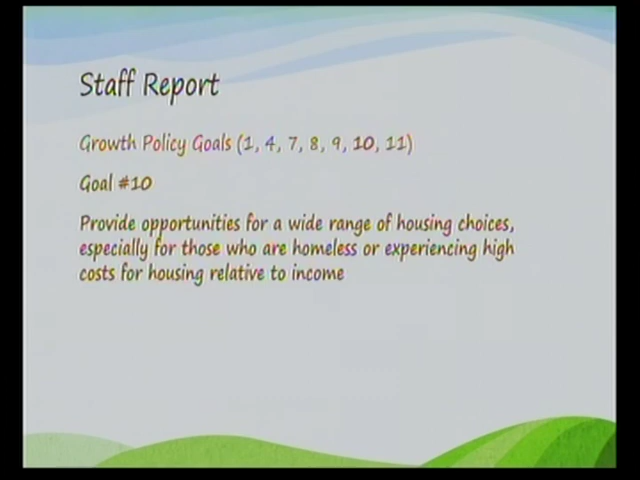 Staff Report
Growth Policy Goals (1, 4, 7, 8, 9, 10, 11)
Goal #10
Provide opportunities for a wide range of housing choices,
especially for those who are homeless or experiencing high
costs for housing relative to income